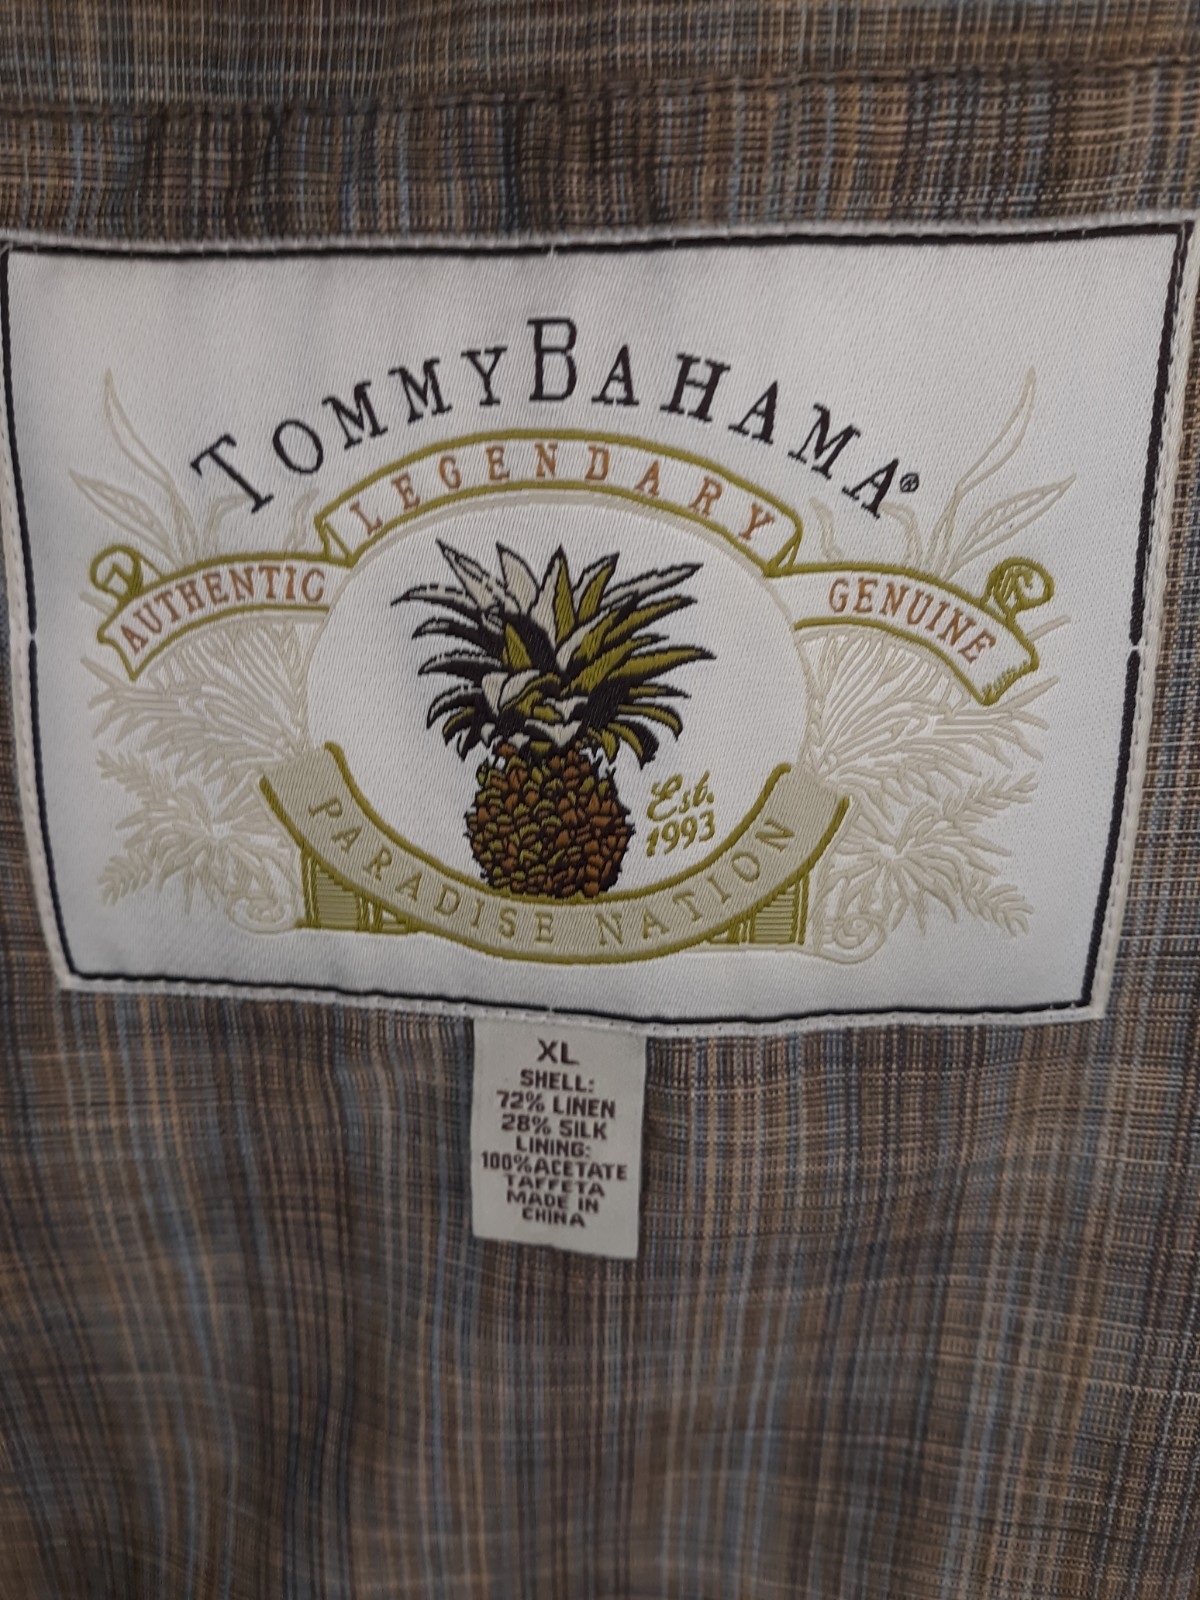 TOMMY BAHAMA®
LEGENDARY
AUTHENTIC
GENUINE
Est.
1993
PARADISE NATION
XL
SHELL:
72% LINEN
28% SILK
LINING:
100% ACETATE
TAFFETA
MADE IN
CHINA